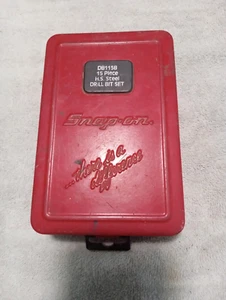 DB115B
15 Piece
H.S. Steel
DRILL BIT SET
Snap-on
...there is a
difference